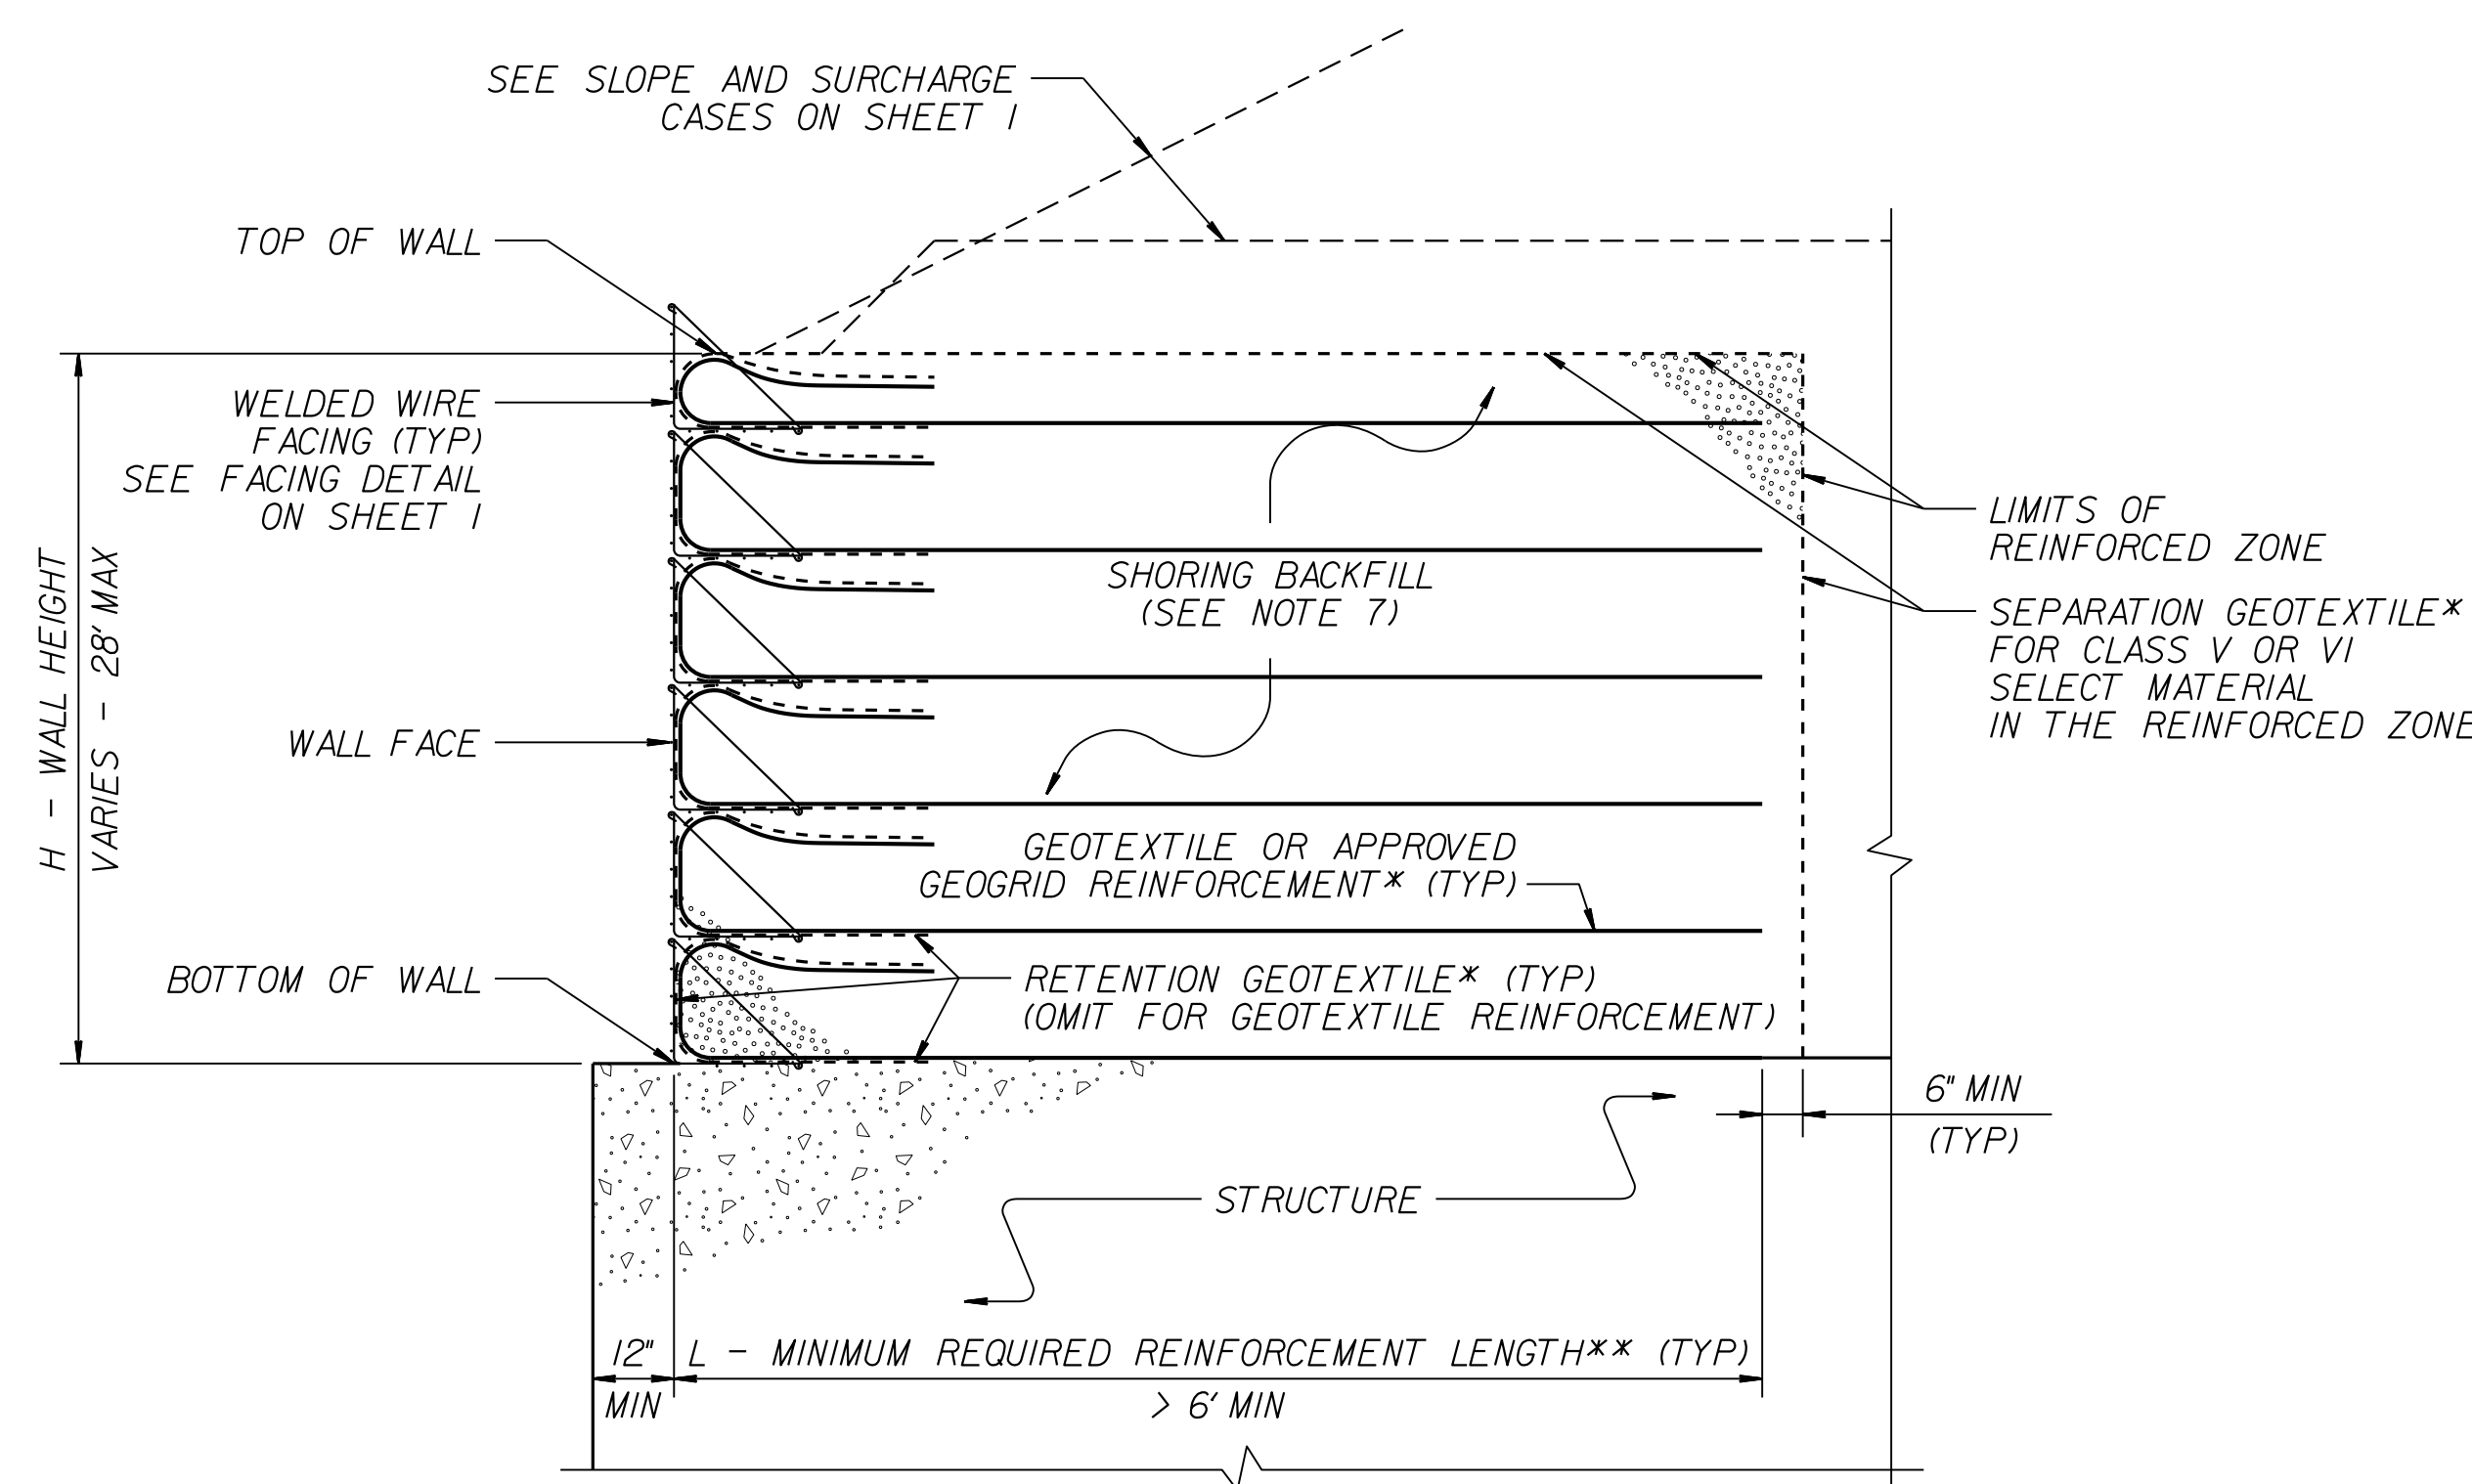 SEE SLOPE AND SURCHARGE
CASES ON SHEET 1
TOP OF WALL
WELDED WIRE
FACING (TYP)
SEE FACING DETAIL
ON SHEET 1
H - WALL HEIGHT
VARIES - 28' MAX
WALL FACE
BOTTOM OF WALL
SHORING BACKFILL
(SEE NOTE 7)
GEOTEXTILE OR APPROVED
GEOGRID REINFORCEMENT* (TYP)
RETENTION GEOTEXTILE* (TYP)
(OMIT FOR GEOTEXTILE REINFORCEMENT)
LIMITS OF
REINFORCED ZONE
SEPARATION GEOTEXTILE*
FOR CLASS V OR VI
SELECT MATERIAL
IN THE REINFORCED ZONE
6" MIN
(TYP)
STRUCTURE
12"
MIN
L - MINIMUM REQUIRED REINFORCEMENT LENGTH** (TYP)
> 6' MIN